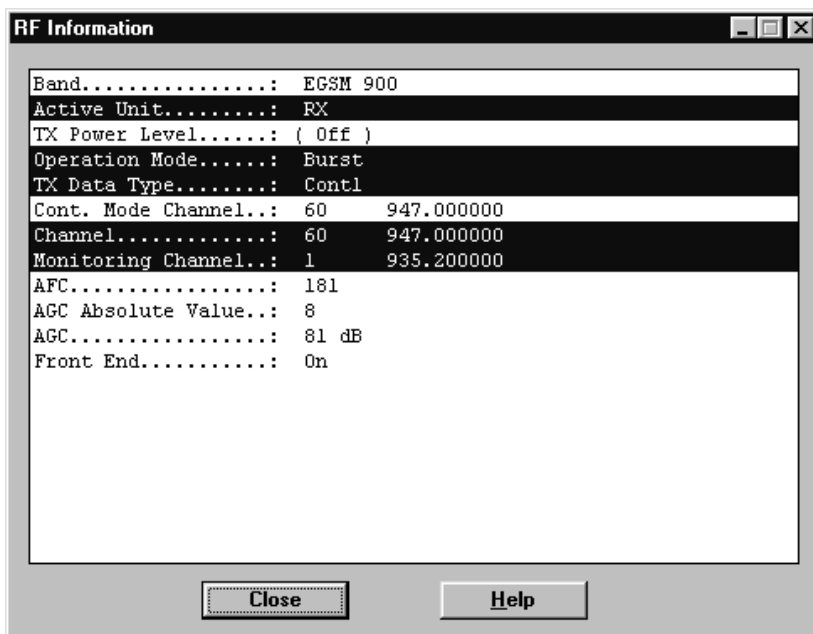 RF Information
Band................: EGSM 900
Active Unit.........: RX
TX Power Level......: ( Off )
Operation Mode......: Burst
TX Data Type........: Contl
Cont. Mode Channel..: 60 947.000000
Channel.............: 60 947.000000
Monitoring Channel..: 1 935.200000
AFC.................: 181
AGC Absolute Value..: 8
AGC.................: 81 dB
Front End...........: On
Close
Help